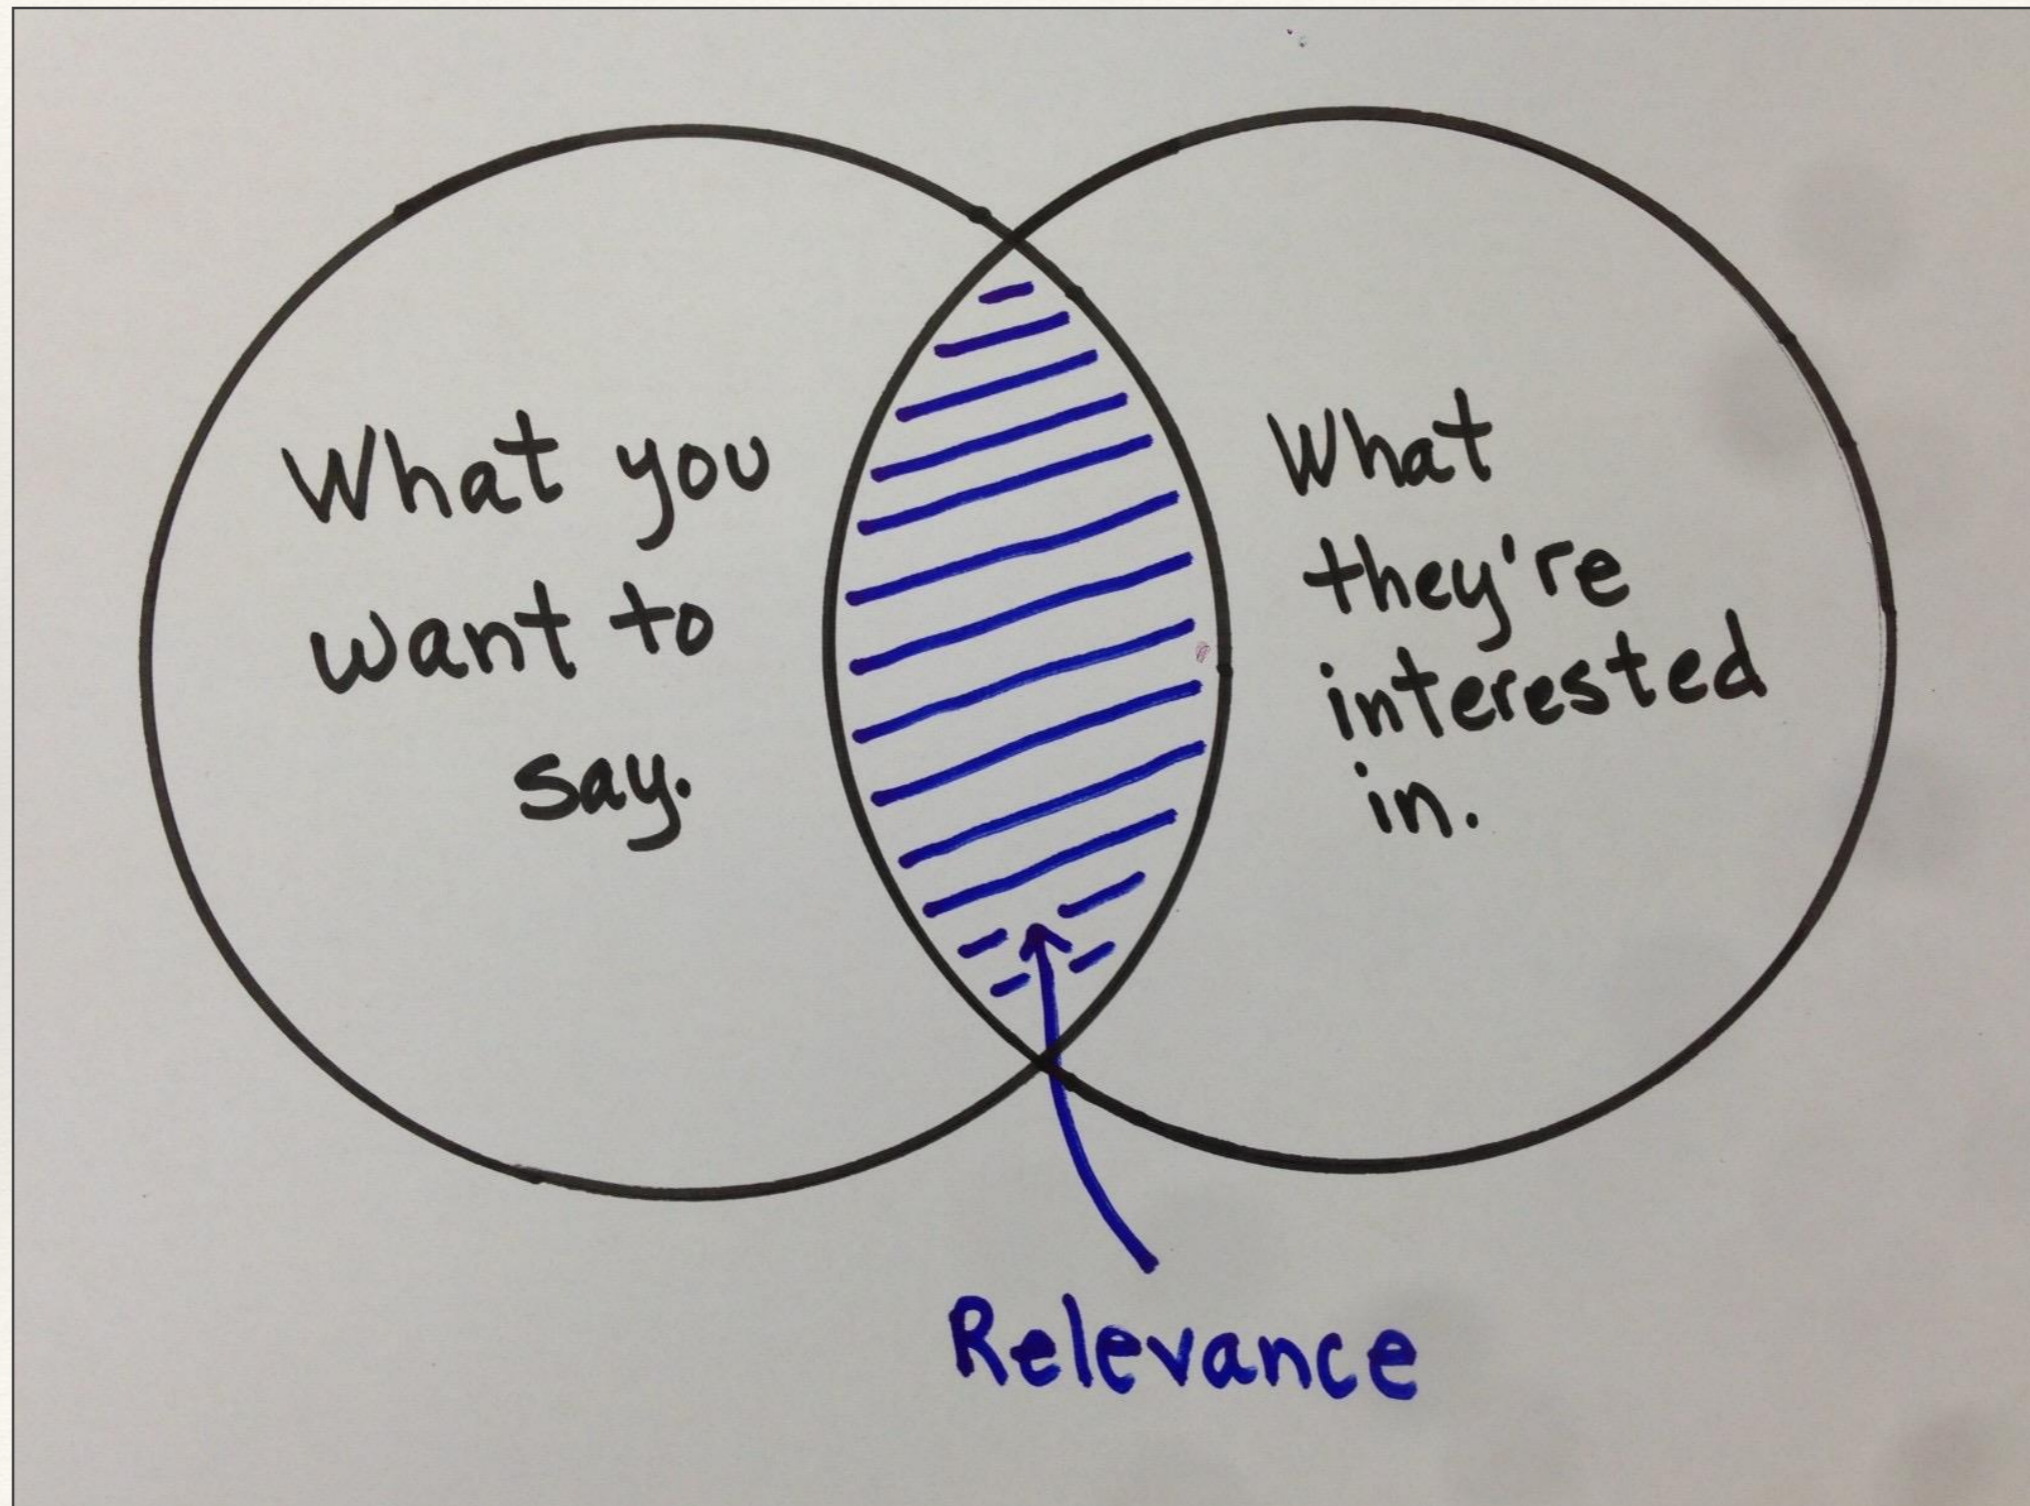 What you
want to
say.
What
they're
interested
in.
Relevance